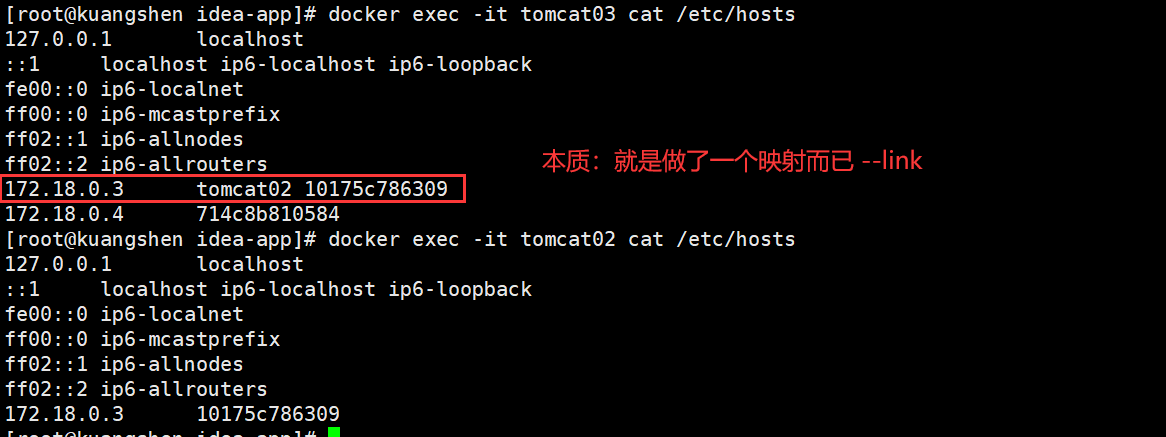 [root@kuangshen idea-app]# docker exec -it tomcat03 cat /etc/hosts
127.0.0.1       localhost
::1     localhost ip6-localhost ip6-loopback
fe00::0 ip6-localnet
ff00::0 ip6-mcastprefix
ff02::1 ip6-allnodes
ff02::2 ip6-allrouters
本质：就是做了一个映射而已 --link
172.18.0.3      tomcat02 10175c786309
172.18.0.4      714c8b810584
[root@kuangshen idea-app]# docker exec -it tomcat02 cat /etc/hosts
127.0.0.1       localhost
::1     localhost ip6-localhost ip6-loopback
fe00::0 ip6-localnet
ff00::0 ip6-mcastprefix
ff02::1 ip6-allnodes
ff02::2 ip6-allrouters
172.18.0.3      10175c786309
[root@kuangshen idea-app]#